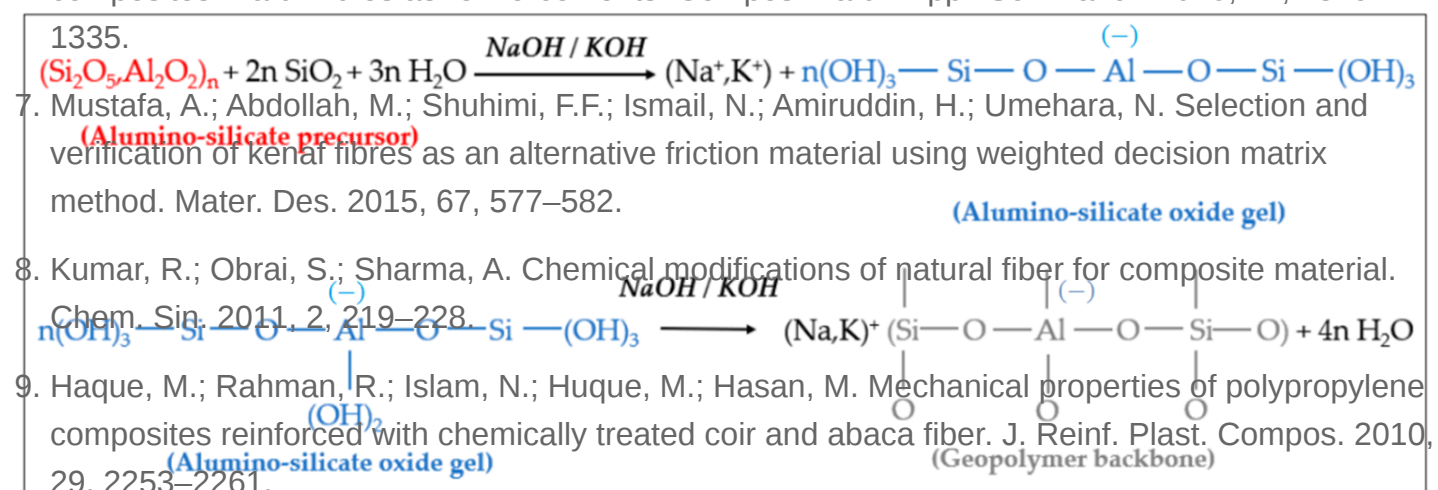 1335.
(−)
(Si₂O₅,Al₂O₂)ₙ + 2n SiO₂ + 3n H₂O NaOH / KOH (Na⁺,K⁺) + n(OH)₃ — Si — O — Al — O — Si — (OH)₃
7. Mustafa, A.; Abdollah, M.; Shuhimi, F.F.; Ismail, N.; Amiruddin, H.; Umehara, N. Selection and
(Alumino-silicate precursor)
verification of kenaf fibres as an alternative friction material using weighted decision matrix
method. Mater. Des. 2015, 67, 577–582.
(Alumino-silicate oxide gel)
8. Kumar, R.; Obrai, S.; Sharma, A. Chemical modifications of natural fiber for composite material.
NaOH / KOH
(−) (−)
Chem. Sin. 2011, 2, 219–228.
n(OH)₃ — Si — O — Al — O — Si — (OH)₃ (Na,K)⁺ (Si — O — Al — O — Si — O) + 4n H₂O
9. Haque, M.; Rahman, R.; Islam, N.; Huque, M.; Hasan, M. Mechanical properties of polypropylene
(OH)₂ O O O
composites reinforced with chemically treated coir and abaca fiber. J. Reinf. Plast. Compos. 2010,
(Alumino-silicate oxide gel) (Geopolymer backbone)
29, 2253–2261.